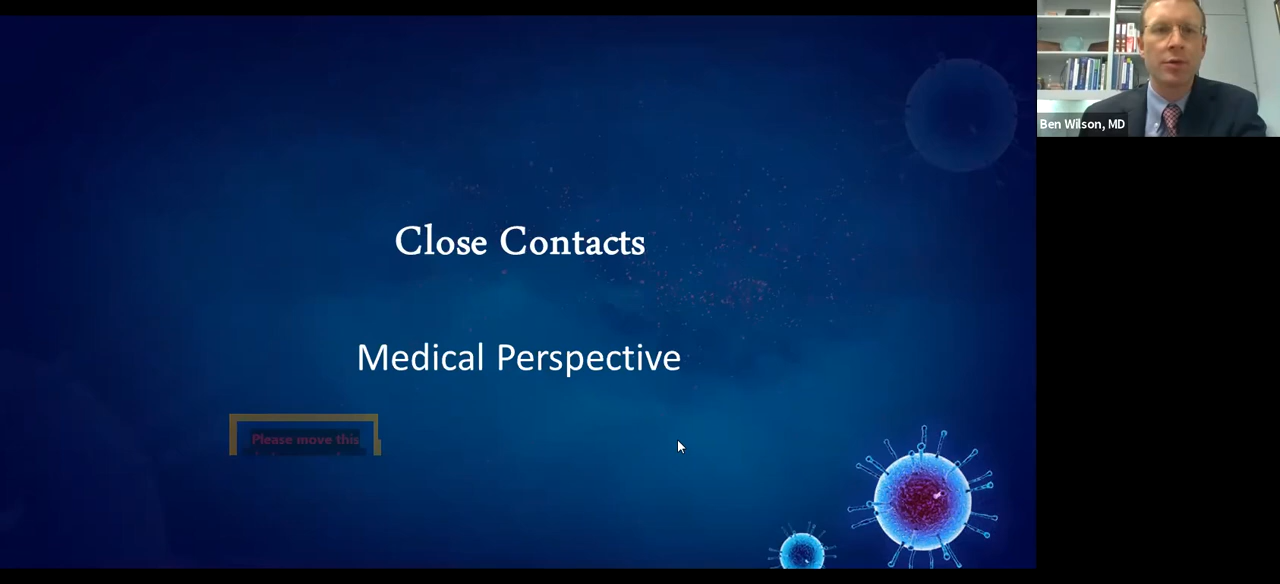 Close Contacts
Medical Perspective
Please move this
Ben Wilson, MD